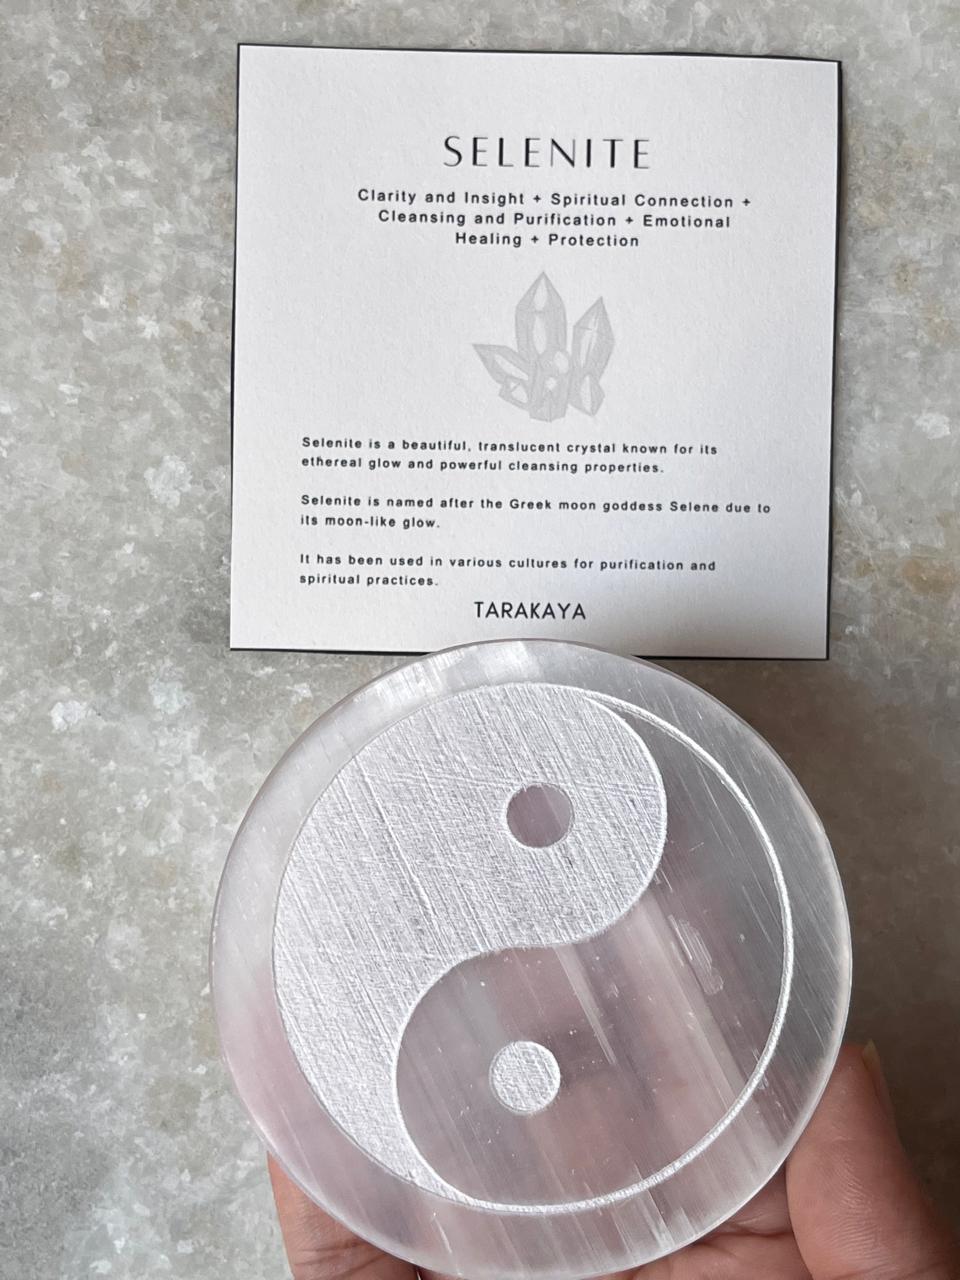 SELENITE
Clarity and Insight + Spiritual Connection +
Cleansing and Purification + Emotional
Healing + Protection
Selenite is a beautiful, translucent crystal known for its
ethereal glow and powerful cleansing properties.
Selenite is named after the Greek moon goddess Selene due to
its moon-like glow.
It has been used in various cultures for purification and
spiritual practices.
TARAKAYA